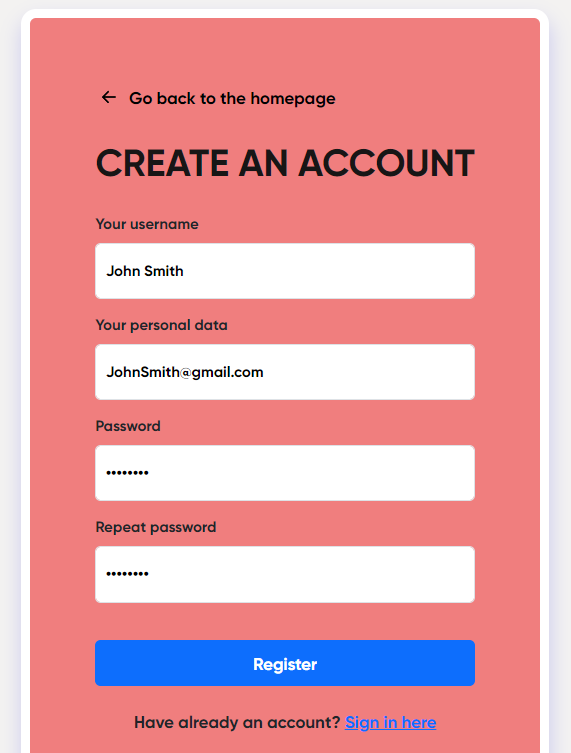 Go back to the homepage
CREATE AN ACCOUNT
Your username
John Smith
Your personal data
JohnSmith@gmail.com
Password
••••••••
Repeat password
••••••••
Register
Have already an account? Sign in here